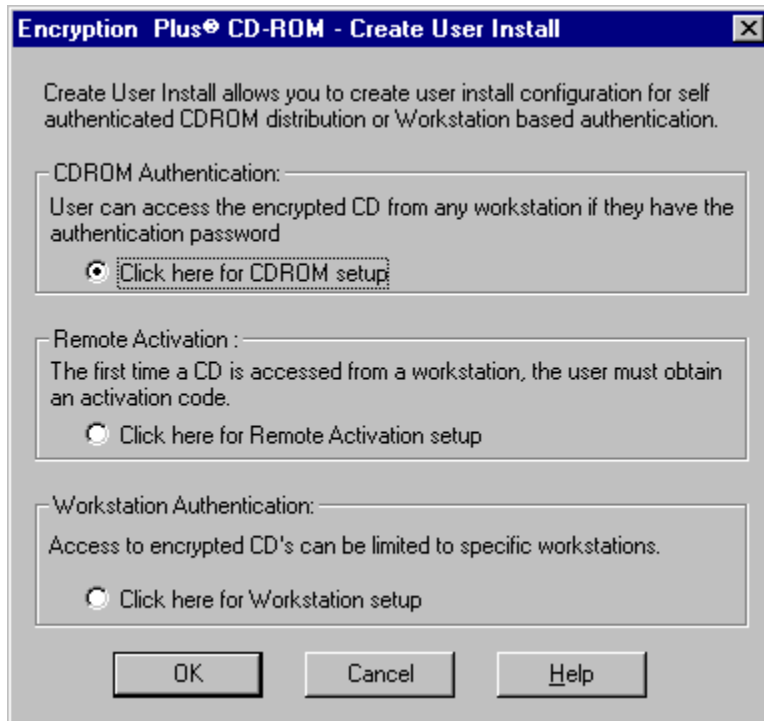 Encryption Plus® CD-ROM - Create User Install
Create User Install allows you to create user install configuration for self
authenticated CDROM distribution or Workstation based authentication.
CDROM Authentication:
User can access the encrypted CD from any workstation if they have the
authentication password
Click here for CDROM setup
Remote Activation :
The first time a CD is accessed from a workstation, the user must obtain
an activation code.
Click here for Remote Activation setup
Workstation Authentication:
Access to encrypted CD's can be limited to specific workstations.
Click here for Workstation setup
OK Cancel Help